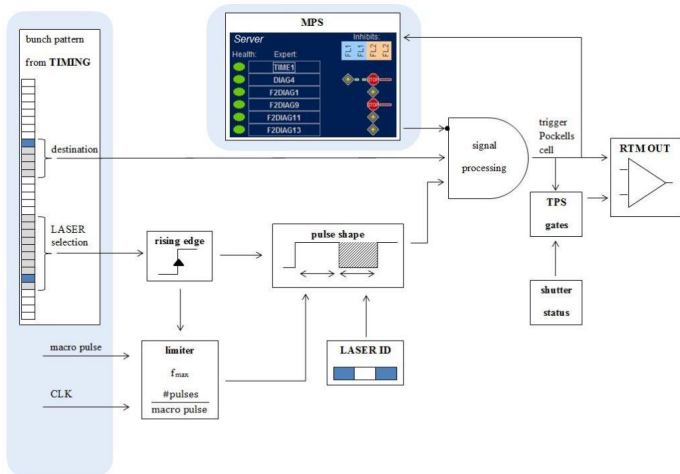 MPS
bunch pattern
from TIMING
Server
Inhibits:
Health:
Expert:
FL1
FL1
FL2
FL2
TIME1
DIAG4
STOP
F2DIAG1
F2DIAG9
STOP
F2DIAG11
F2DIAG13
destination
signal
processing
trigger
Pockells
cell
RTM OUT
TPS
gates
LASER
selection
rising edge
pulse shape
shutter
status
macro pulse
limiter
fmax
#pulses
macro pulse
LASER ID
CLK